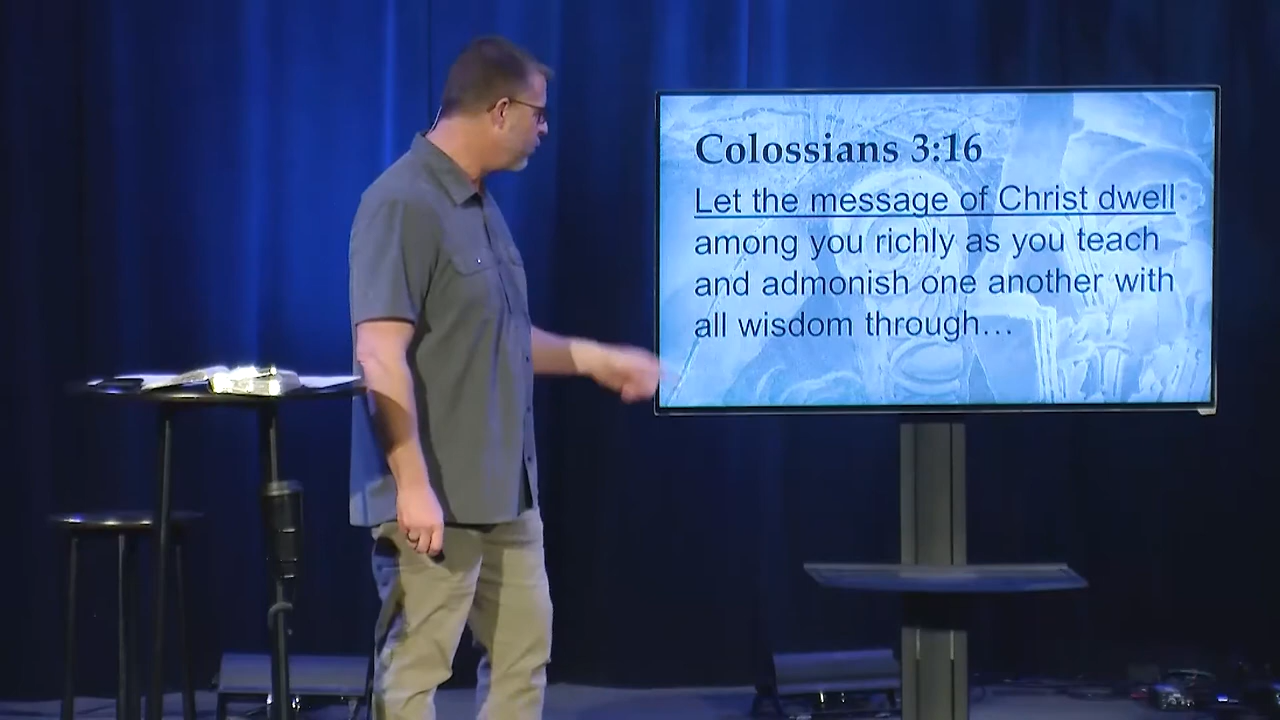 Colossians 3:16
Let the message of Christ dwell
among you richly as you teach
and admonish one another with
all wisdom through…